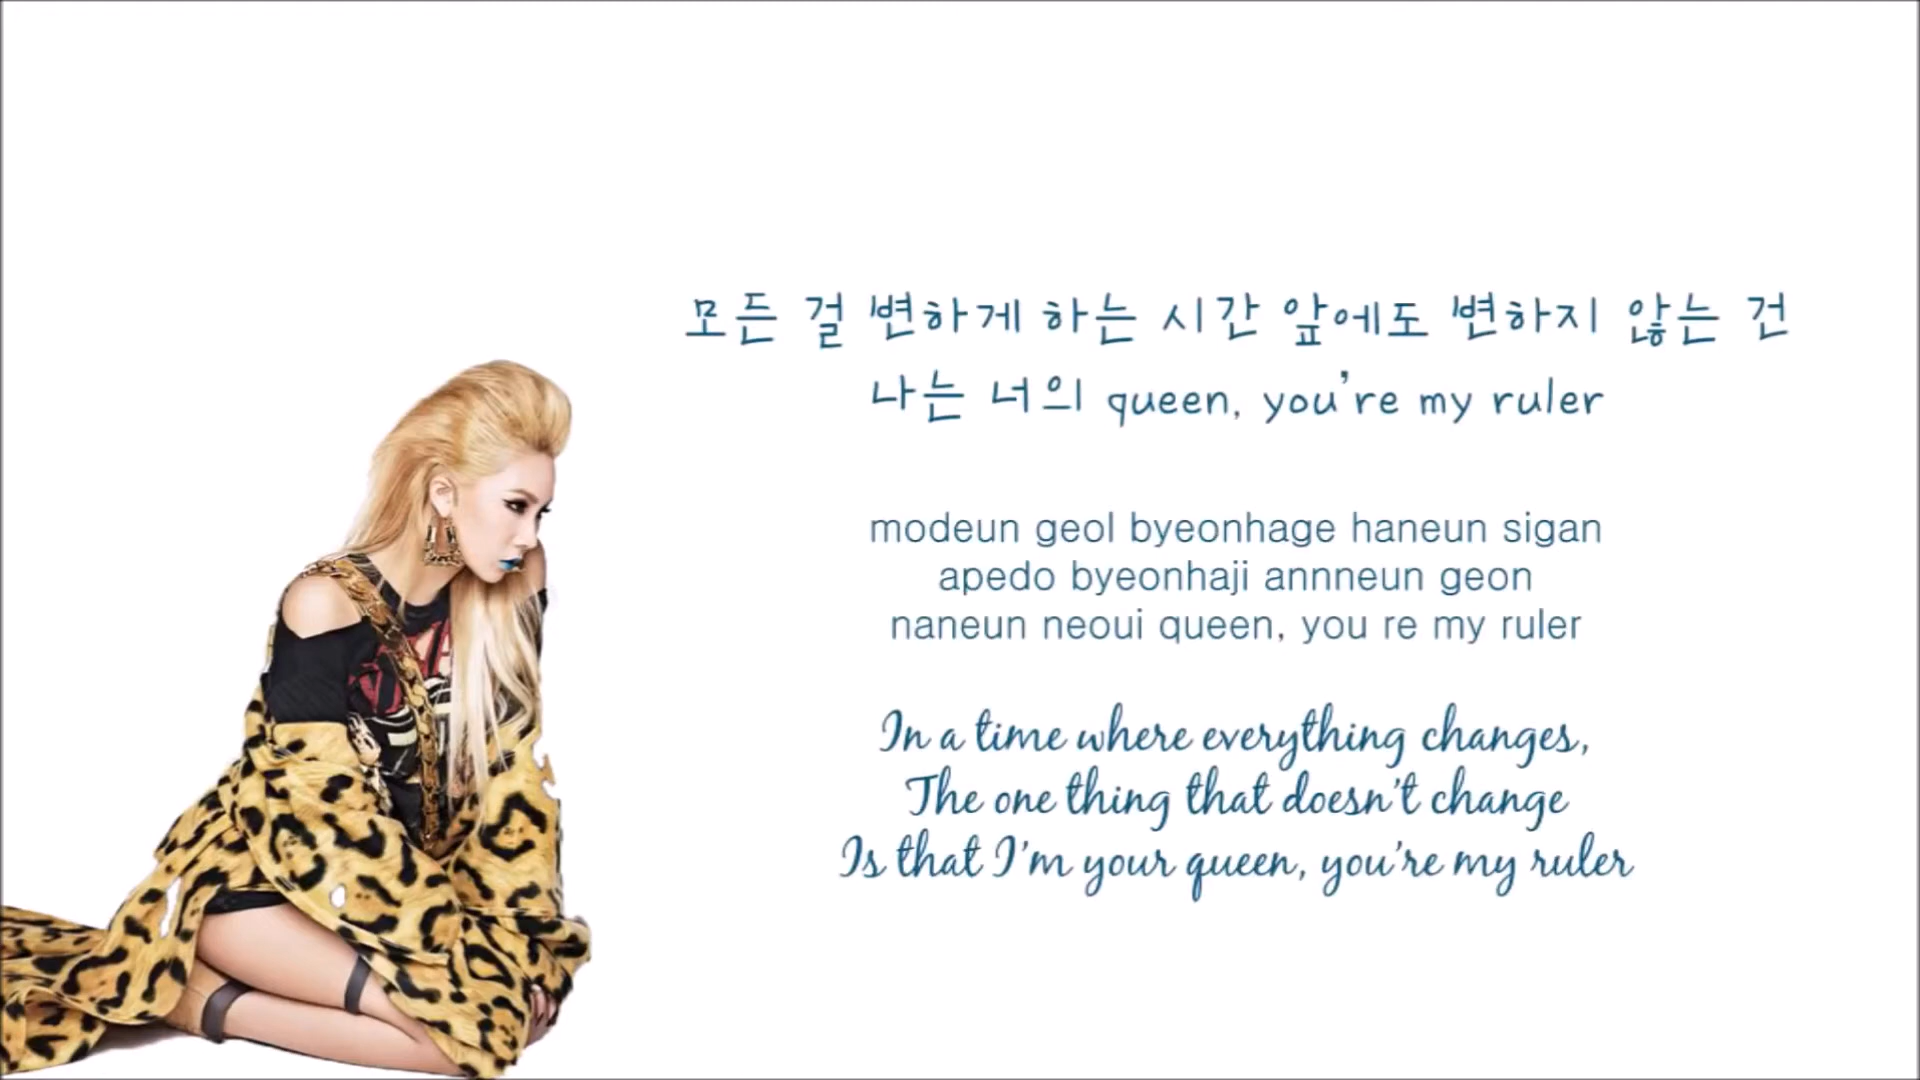 모든 걸 변하게 하는 시간 앞에도 변하지 않는 건
나는 너의 queen, you're my ruler
modeun geol byeonhage haneun sigan
apedo byeonhaji annneun geon
naneun neoui queen, you re my ruler
In a time where everything changes,
The one thing that doesn't change
Is that I'm your queen, you're my ruler